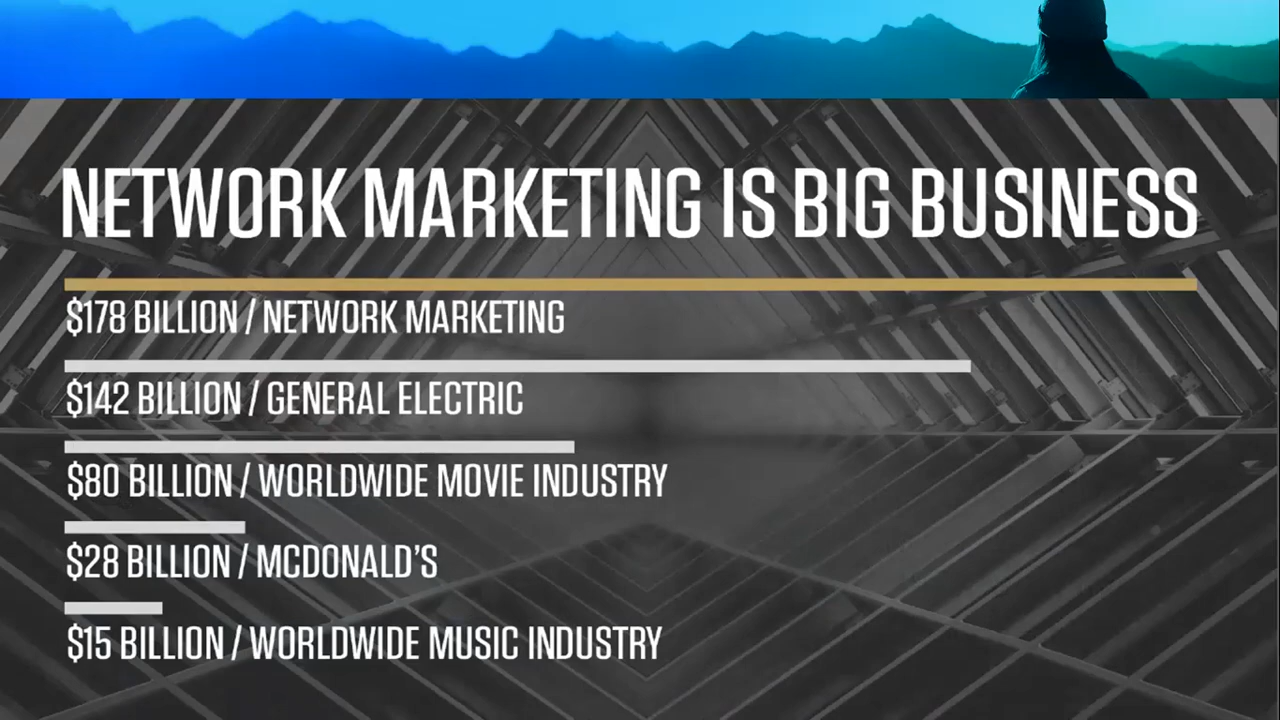 NETWORK MARKETING IS BIG BUSINESS
$178 BILLION / NETWORK MARKETING
$142 BILLION / GENERAL ELECTRIC
$80 BILLION / WORLDWIDE MOVIE INDUSTRY
$28 BILLION / MCDONALD'S
$15 BILLION / WORLDWIDE MUSIC INDUSTRY